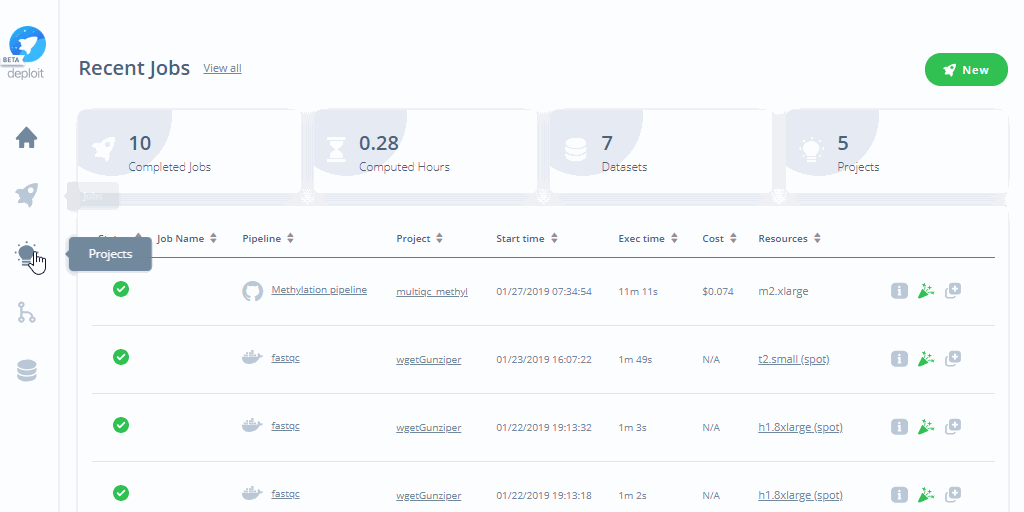 BETA
deploit
Recent Jobs View all
New
10
Completed Jobs
0.28
Computed Hours
7
Datasets
5
Projects
Projects
Job Name Pipeline Project Start time Exec time Cost Resources
Methylation pipeline multiqc_methyl 01/27/2019 07:34:54 11m 11s $0.074 m2.xlarge
fastqc wgetGunziper 01/23/2019 16:07:22 1m 49s N/A t2.small (spot)
fastqc wgetGunziper 01/22/2019 19:13:32 1m 3s N/A h1.8xlarge (spot)
fastqc wgetGunziper 01/22/2019 19:13:18 1m 2s N/A h1.8xlarge (spot)